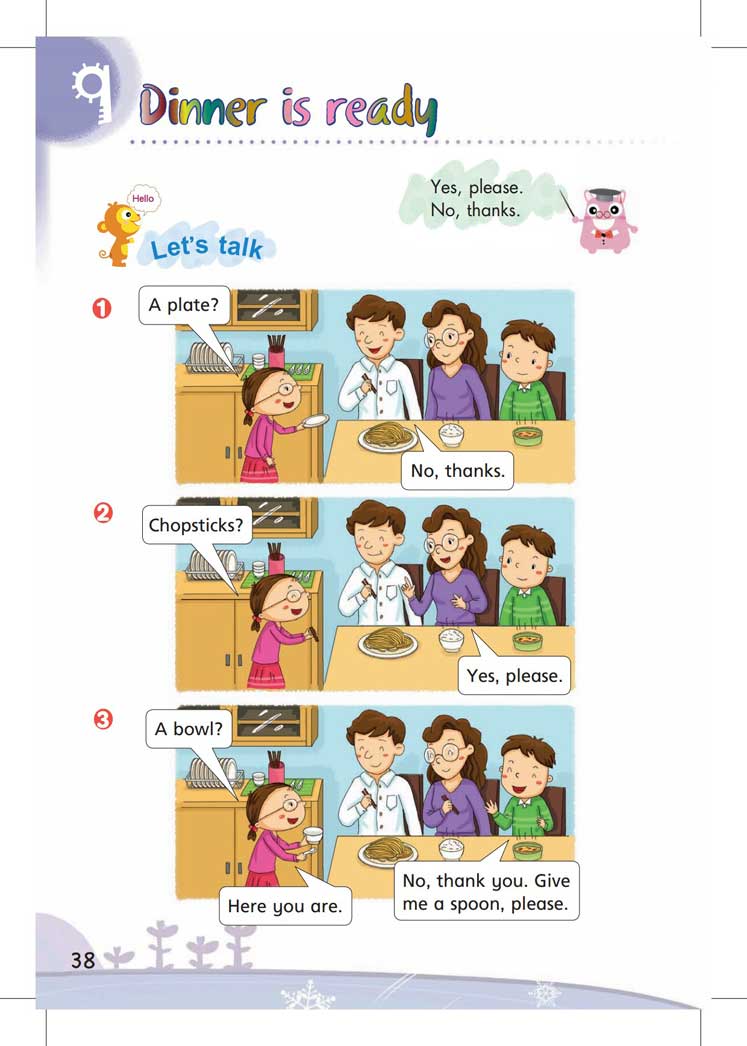 9 Dinner is ready
Yes, please.
No, thanks.
Hello
Let's talk
1
A plate?
No, thanks.
2
Chopsticks?
Yes, please.
3
A bowl?
No, thank you. Give
me a spoon, please.
Here you are.
38